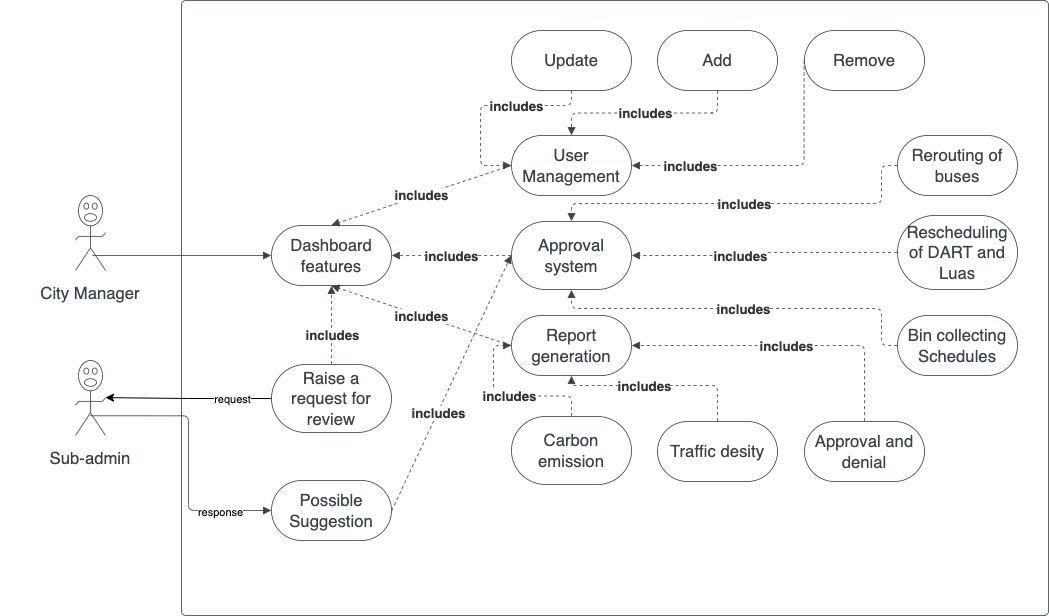 Update
Add
Remove
includes
includes
User
Management
includes
Rerouting of
buses
includes
includes
Dashboard
features
includes
Approval
system
includes
Rescheduling
of DART and
Luas
City Manager
includes
includes
includes
Report
generation
includes
Bin collecting
Schedules
Raise a
request for
review
request
includes
includes
includes
Sub-admin
Carbon
emission
Traffic desity
Approval and
denial
Possible
Suggestion
response